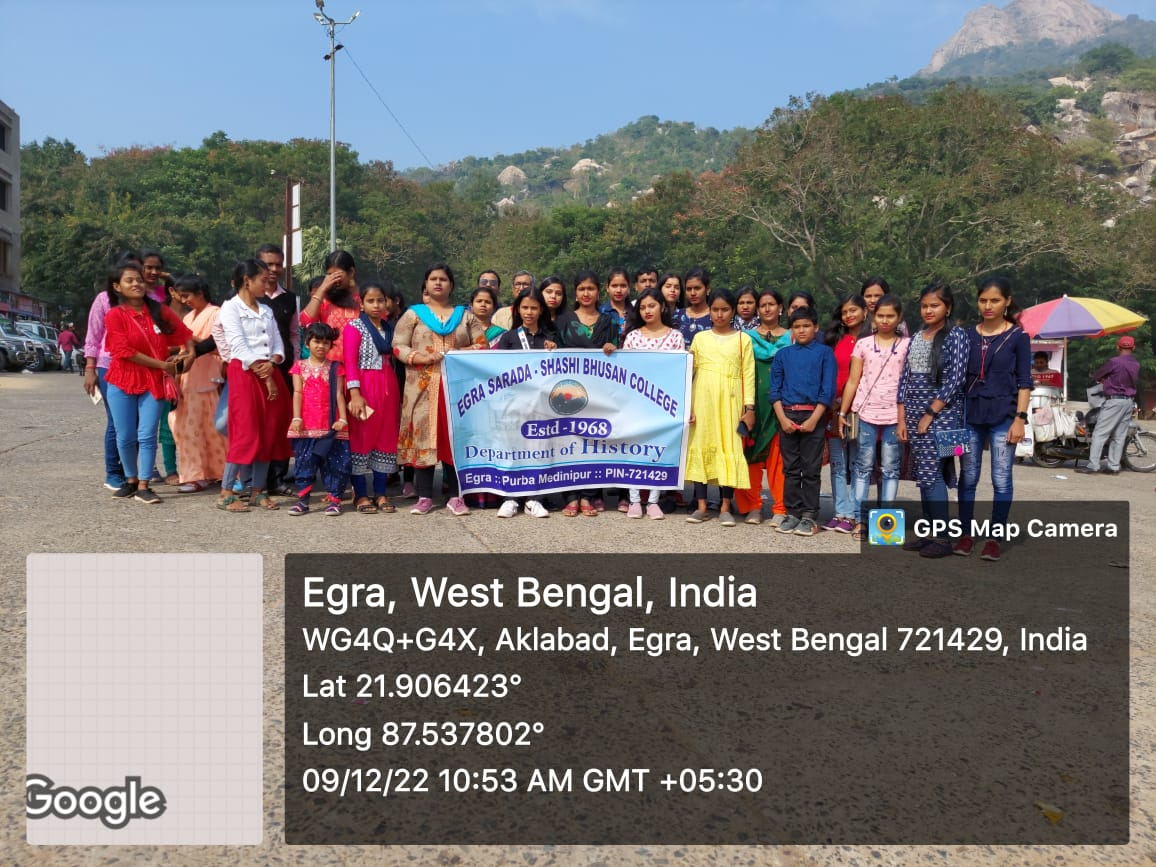 EGRA SARADA - SHASHI BHUSAN COLLEGE
Estd -1968
Department of History
Egra :: Purba Medinipur :: PIN-721429
GPS Map Camera
Egra, West Bengal, India
WG4Q+G4X, Aklabad, Egra, West Bengal 721429, India
Lat 21.906423°
Long 87.537802°
09/12/22 10:53 AM GMT +05:30
Google